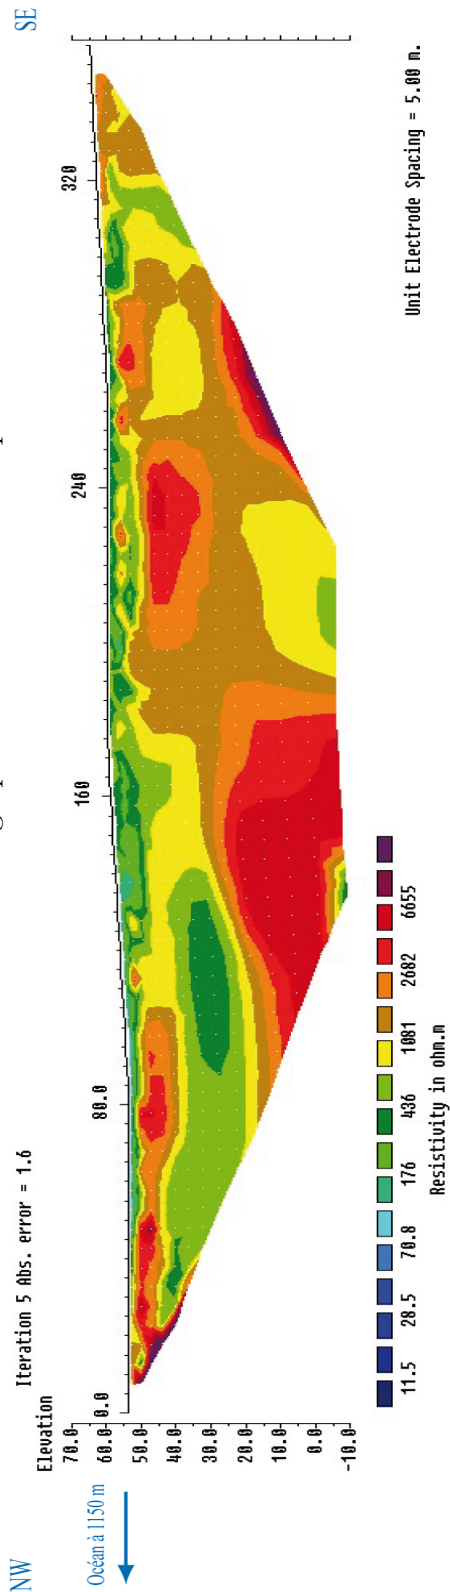 NW SE
Océan à 1150 m
Iteration 5 Abs. error = 1.6
Elevation
70.0
60.0
50.0
40.0
30.0
20.0
10.0
0.0
-10.0
0.0 80.0 160 240 320
11.5 28.5 70.8 176 436 1081 2682 6655
Resistivity in ohm.m
Unit Electrode Spacing = 5.00 m.